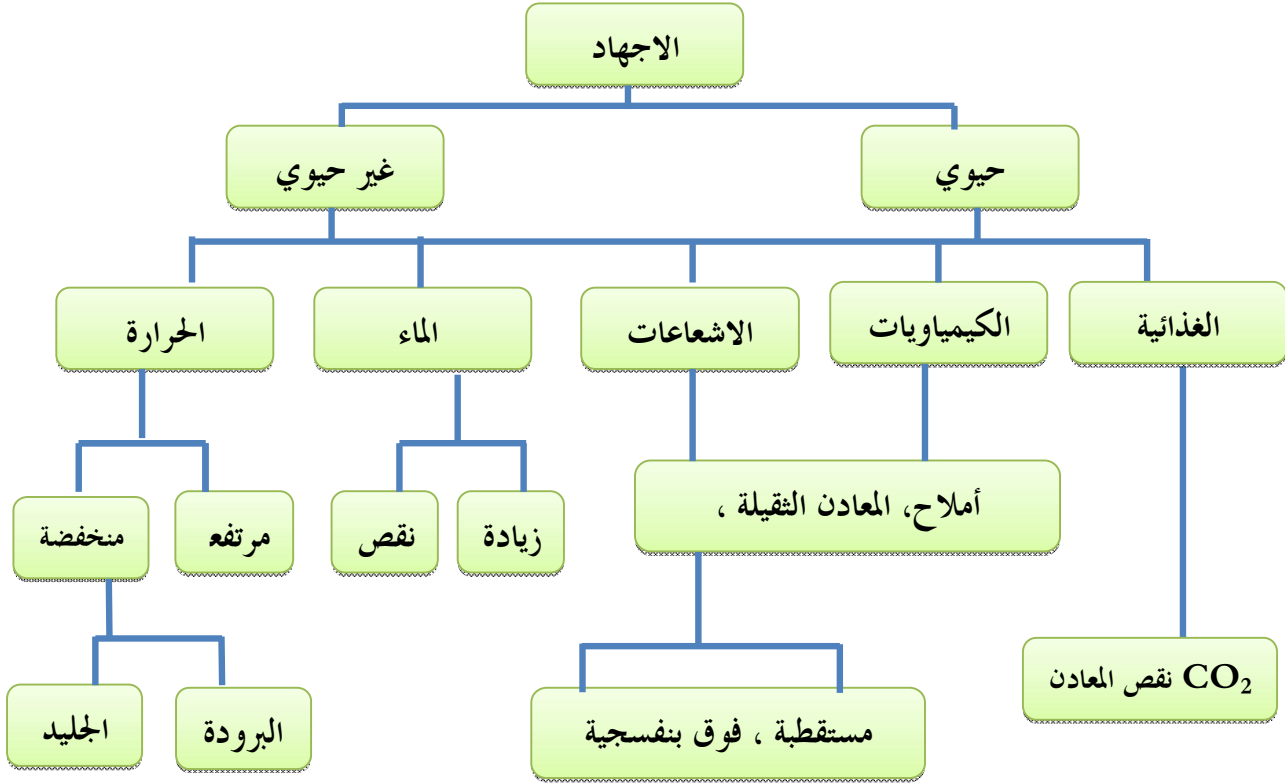 الاجهاد
حيوي
غير حيوي
الغذائية
الكيمياويات
الاشعاعات
الماء
الحرارة
أملاح، المعادن الثقيلة ،
زيادة
نقص
مرتفع
منخفضة
CO₂ نقص المعادن
مستقطبة ، فوق بنفسجية
البرودة
الجليد